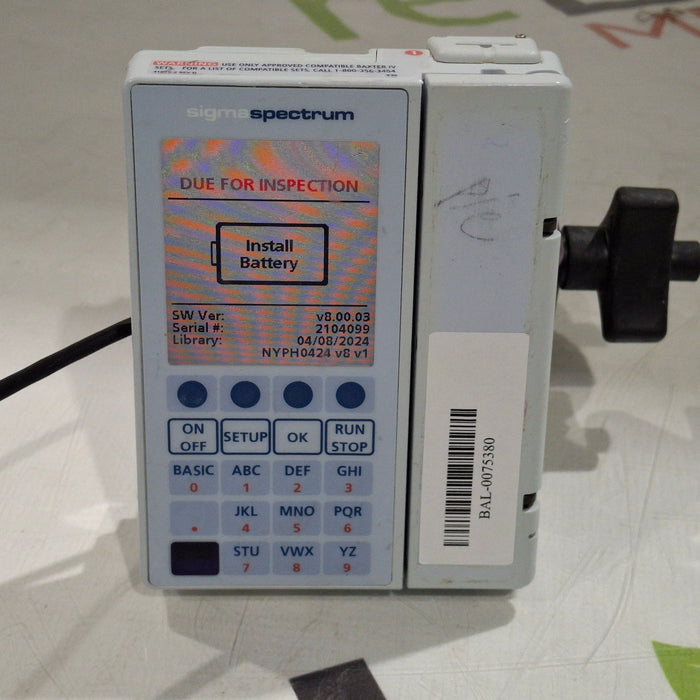 WARNING: USE ONLY APPROVED COMPATIBLE BAXTER IV
SETS. FOR A LIST OF COMPATIBLE SETS, CALL 1-800-356-3454
sigmaspectrum
DUE FOR INSPECTION
Install
Battery
SW Ver: v8.00.03
Serial #: 2104099
Library: 04/08/2024
NYPH0424 v8 v1
ON
OFF
SETUP
OK
RUN
STOP
BASIC
0
ABC
1
DEF
2
GHI
3
.
JKL
4
MNO
5
PQR
6
STU
7
VWX
8
YZ
9
BAL-0075380